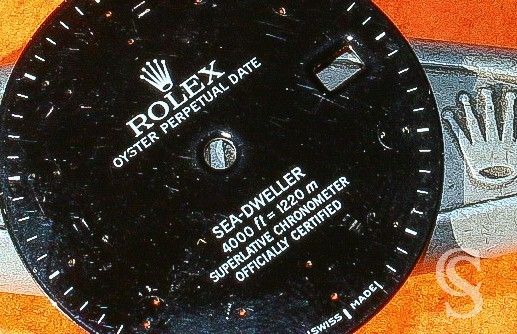 ROLEX
OYSTER PERPETUAL DATE
SEA-DWELLER
4000 ft = 1220 m
SUPERLATIVE CHRONOMETER
OFFICIALLY CERTIFIED
SWISS MADE